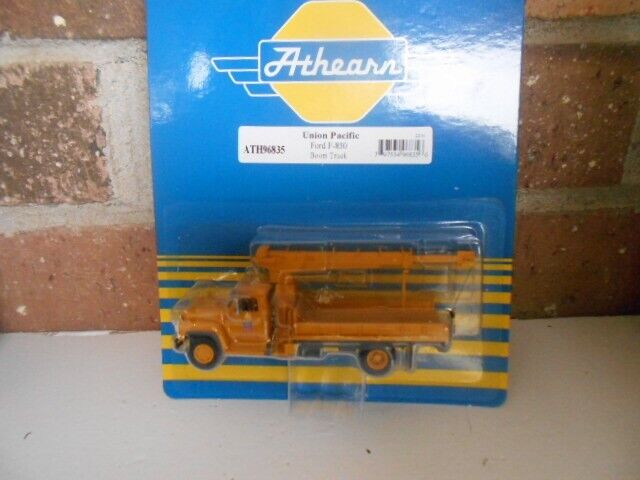 Athearn
Union Pacific
ATH96835
Ford F-850
Boom Truck